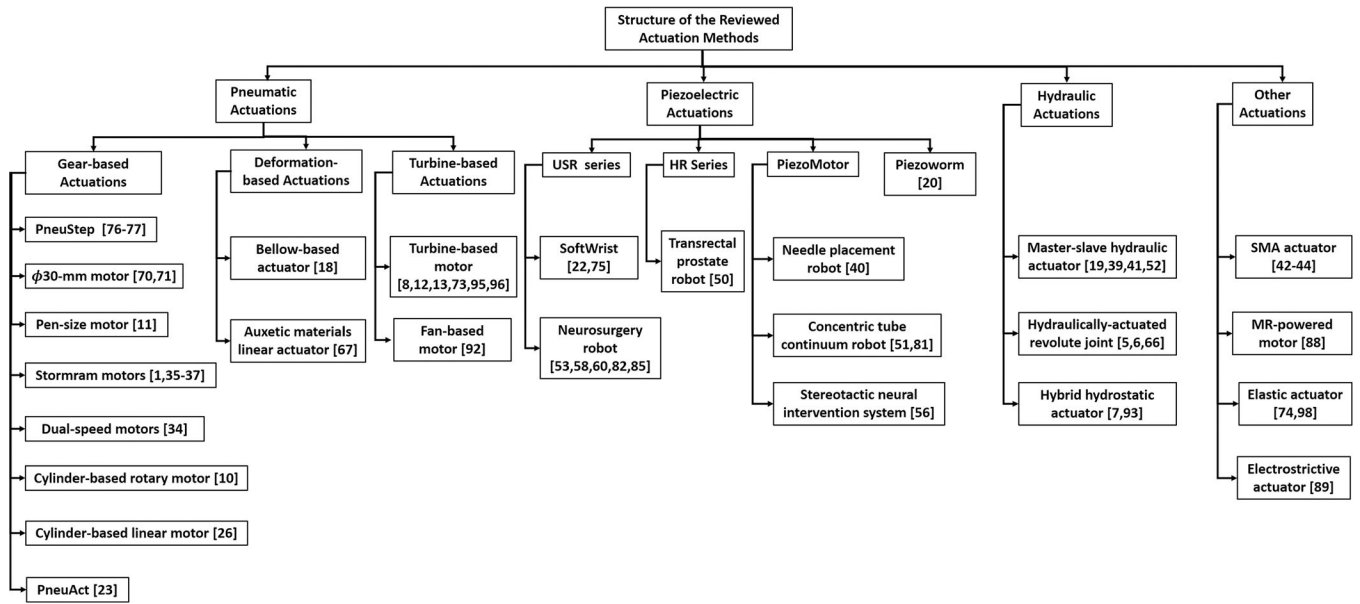 Structure of the Reviewed
Actuation Methods
Pneumatic
Actuations
Piezoelectric
Actuations
Hydraulic
Actuations
Other
Actuations
Gear-based
Actuations
Deformation-
based Actuations
Turbine-based
Actuations
USR series
HR Series
PiezoMotor
Piezoworm
[20]
PneuStep [76-77]
ϕ30-mm motor [70,71]
Pen-size motor [11]
Stormram motors [1,35-37]
Dual-speed motors [34]
Cylinder-based rotary motor [10]
Cylinder-based linear motor [26]
PneuAct [23]
Bellow-based
actuator [18]
Auxetic materials
linear actuator [67]
Turbine-based
motor
[8,12,13,73,95,96]
Fan-based
motor [92]
SoftWrist
[22,75]
Neurosurgery
robot
[53,58,60,82,85]
Transrectal
prostate
robot [50]
Needle placement
robot [40]
Concentric tube
continuum robot [51,81]
Stereotactic neural
intervention system [56]
Master-slave hydraulic
actuator [19,39,41,52]
Hydraulically-actuated
revolute joint [5,6,66]
Hybrid hydrostatic
actuator [7,93]
SMA actuator
[42-44]
MR-powered
motor [88]
Elastic actuator
[74,98]
Electrostrictive
actuator [89]